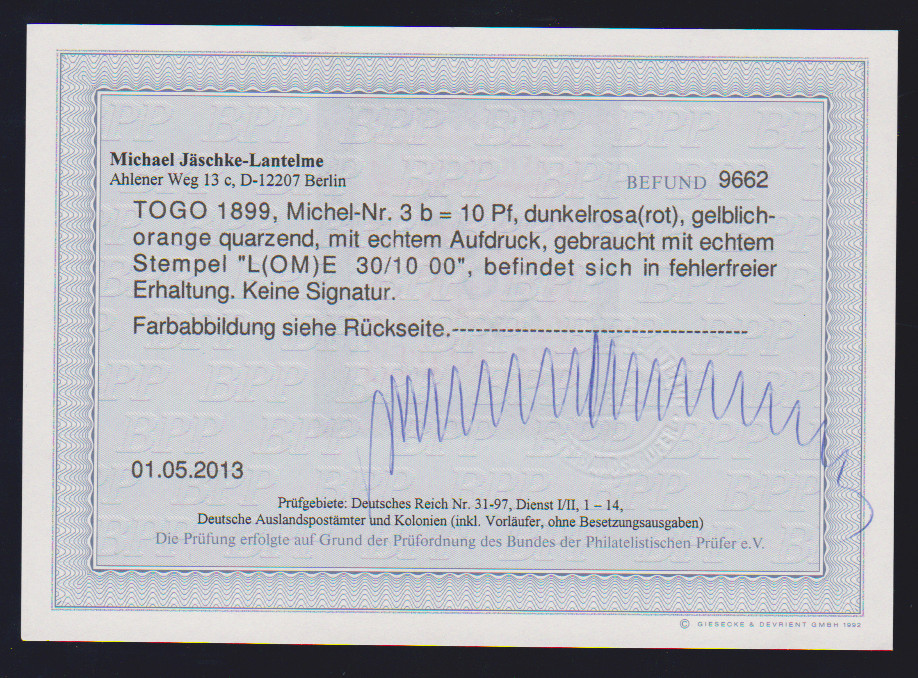 Michael Jäschke-Lantelme
Ahlener Weg 13 c, D-12207 Berlin
BEFUND 9662
TOGO 1899, Michel-Nr. 3 b = 10 Pf, dunkelrosa(rot), gelblich-
orange quarzend, mit echtem Aufdruck, gebraucht mit echtem
Stempel "L(OM)E 30/10 00", befindet sich in fehlerfreier
Erhaltung. Keine Signatur.
Farbabbildung siehe Rückseite.-------------------------------------
01.05.2013
Prüfgebiete: Deutsches Reich Nr. 31-97, Dienst I/II, 1 – 14,
Deutsche Auslandspostämter und Kolonien (inkl. Vorläufer, ohne Besetzungsausgaben)
Die Prüfung erfolgte auf Grund der Prüfordnung des Bundes der Philatelistischen Prüfer e.V.
© GIESECKE & DEVRIENT GMBH 1992